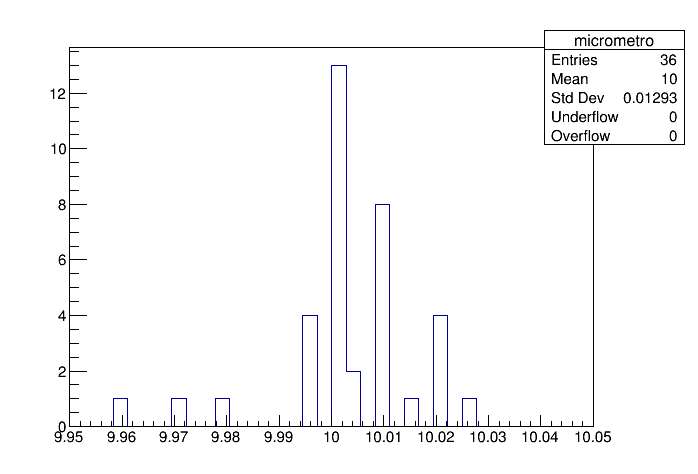 micrometro
Entries 36
Mean 10
Std Dev 0.01293
Underflow 0
Overflow 0
12
10
8
6
4
2
0
9.95 9.96 9.97 9.98 9.99 10 10.01 10.02 10.03 10.04 10.05